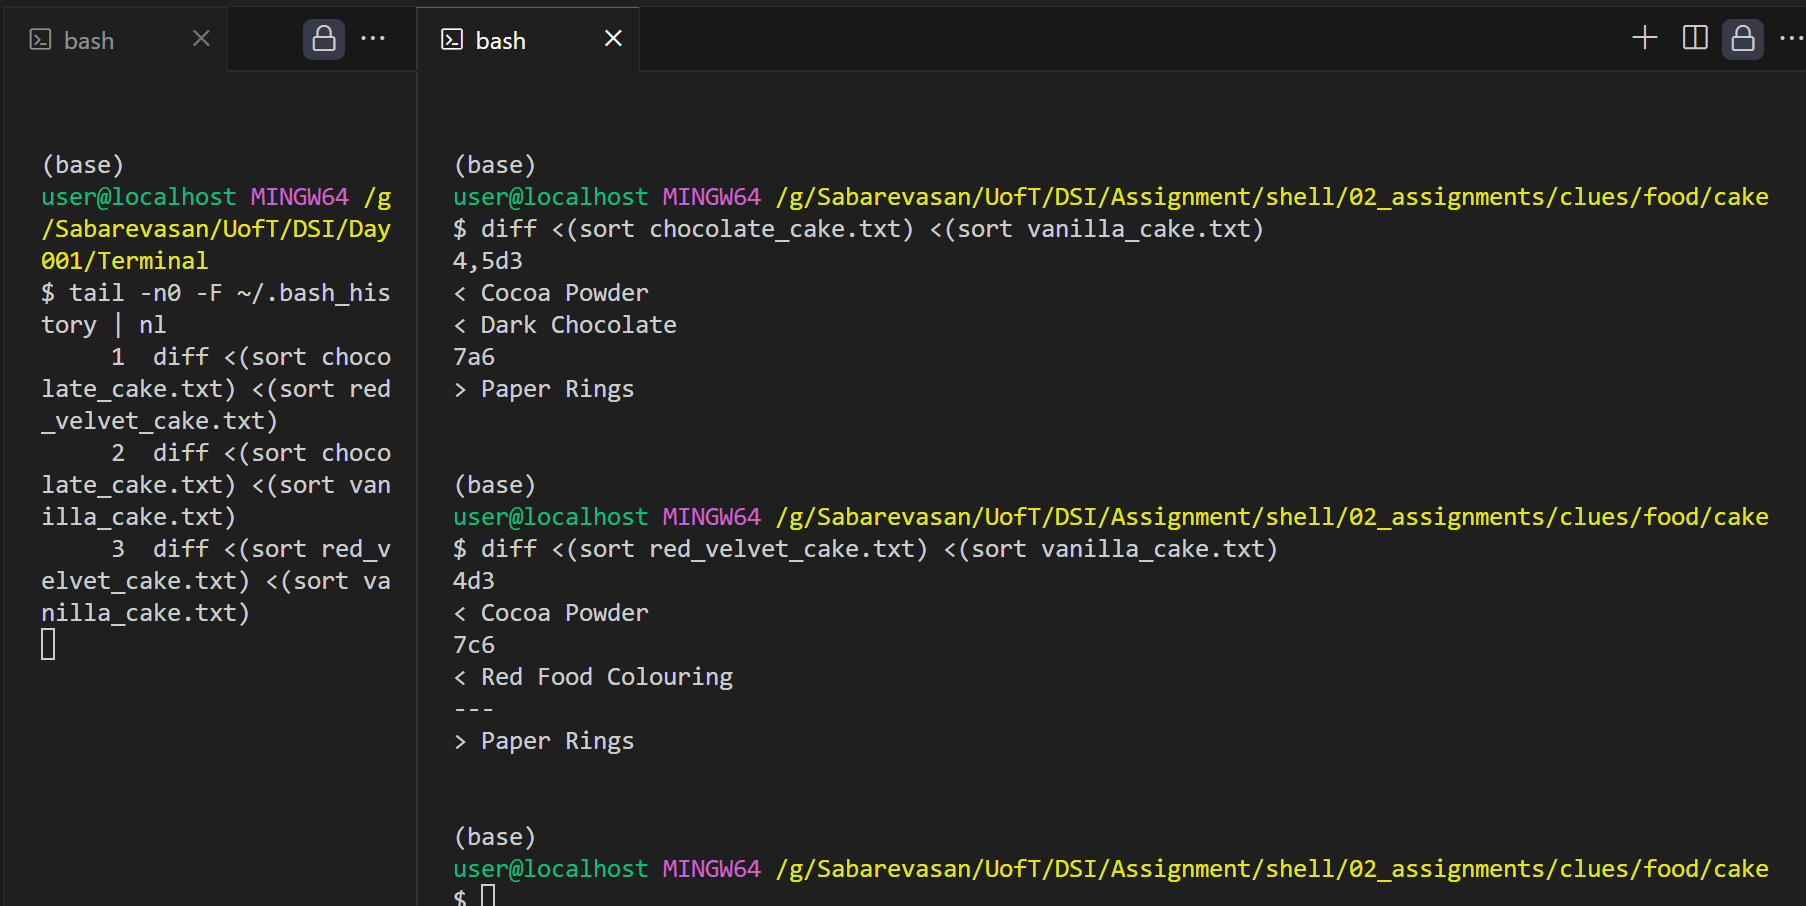 bash
bash
(base)
user@localhost MINGW64 /g
/Sabarevasan/UofT/DSI/Day
001/Terminal
$ tail -n0 -F ~/.bash_his
tory | nl
1  diff <(sort choco
late_cake.txt) <(sort red
_velvet_cake.txt)
2  diff <(sort choco
late_cake.txt) <(sort van
illa_cake.txt)
3  diff <(sort red_v
elvet_cake.txt) <(sort va
nilla_cake.txt)
(base)
user@localhost MINGW64 /g/Sabarevasan/UofT/DSI/Assignment/shell/02_assignments/clues/food/cake
$ diff <(sort chocolate_cake.txt) <(sort vanilla_cake.txt)
4,5d3
< Cocoa Powder
< Dark Chocolate
7a6
> Paper Rings
(base)
user@localhost MINGW64 /g/Sabarevasan/UofT/DSI/Assignment/shell/02_assignments/clues/food/cake
$ diff <(sort red_velvet_cake.txt) <(sort vanilla_cake.txt)
4d3
< Cocoa Powder
7c6
< Red Food Colouring
---
> Paper Rings
(base)
user@localhost MINGW64 /g/Sabarevasan/UofT/DSI/Assignment/shell/02_assignments/clues/food/cake
$